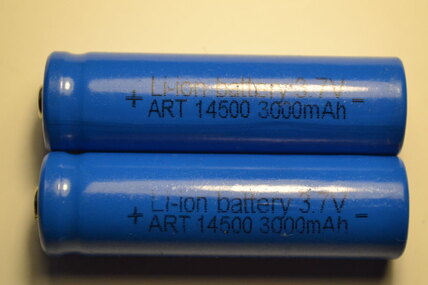 Li-ion battery 3.7V
+ ART 14500 3000mAh -
Li-ion battery 3.7V
+ ART 14500 3000mAh -